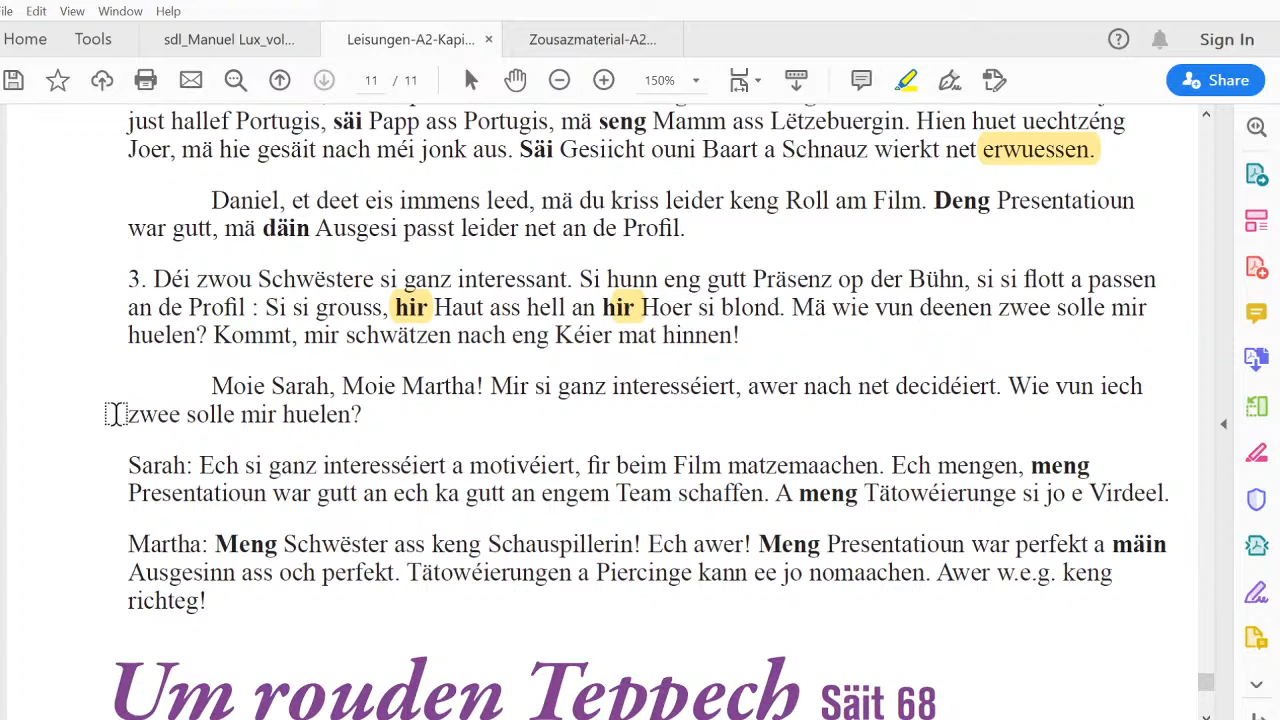 File Edit View Window Help
Home Tools sdl_Manuel Lux_vol... Leisungen-A2-Kapi... × Zousazmaterial-A2... Sign In
11 / 11 150% Share
just hallef Portugis, säi Papp ass Portugis, mä seng Mamm ass Lëtzebuergin. Hien huet uechtzéng
Joer, mä hie gesäit nach méi jonk aus. Säi Gesiicht ouni Baart a Schnauz wierkt net erwuessen.
Daniel, et deet eis immens leed, mä du kriss leider keng Roll am Film. Deng Presentatioun
war gutt, mä däin Ausgesi passt leider net an de Profil.
3. Déi zwou Schwëstere si ganz interessant. Si hunn eng gutt Präsenz op der Bühn, si si flott a passen
an de Profil : Si si grouss, hir Haut ass hell an hir Hoer si blond. Mä wie vun deenen zwee solle mir
huelen? Kommt, mir schwätzen nach eng Kéier mat hinnen!
Moie Sarah, Moie Martha! Mir si ganz interesséiert, awer nach net decidéiert. Wie vun iech
zwee solle mir huelen?
Sarah: Ech si ganz interesséiert a motivéiert, fir beim Film matzemaachen. Ech mengen, meng
Presentatioun war gutt an ech ka gutt an engem Team schaffen. A meng Tätowéierunge si jo e Virdeel.
Martha: Meng Schwëster ass keng Schauspillerin! Ech awer! Meng Presentatioun war perfekt a mäin
Ausgesinn ass och perfekt. Tätowéierungen a Piercinge kann ee jo nomaachen. Awer w.e.g. keng
richteg!
Um rouden Teppech Säit 68